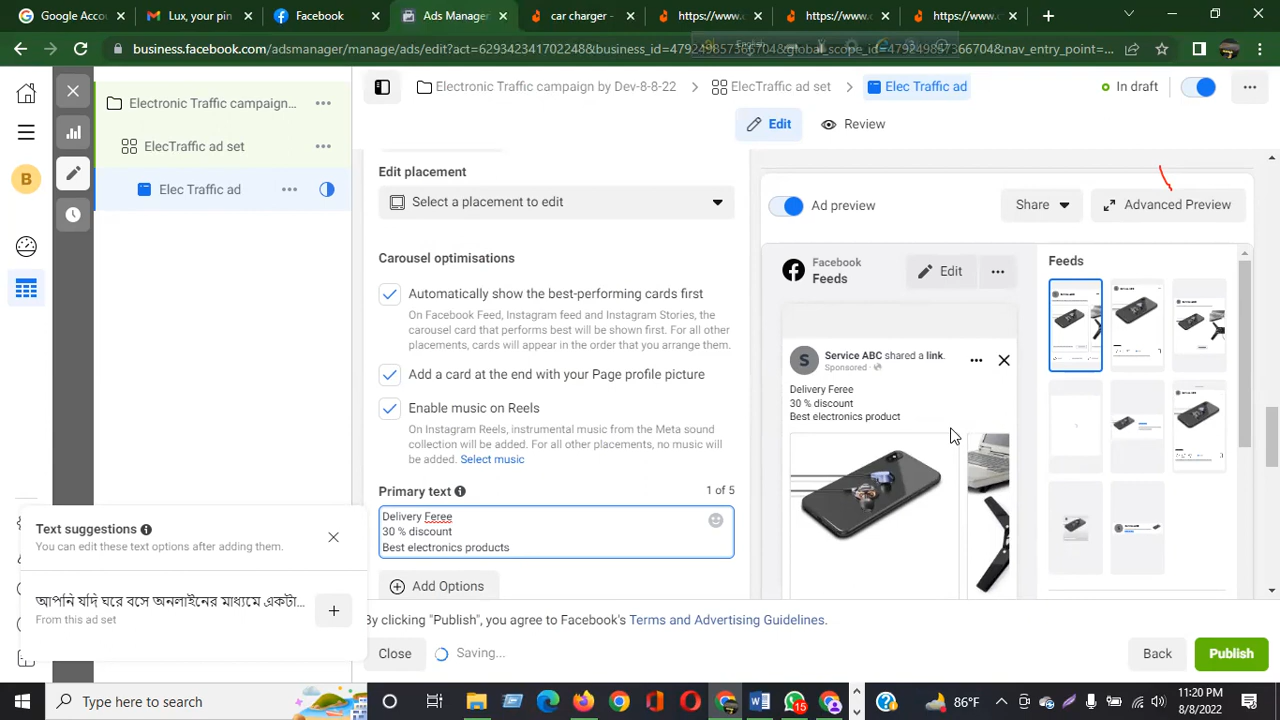 Google Accou
Lux, your pin
Facebook
Ads Manager
car charger -
https://www.c
https://www.c
https://www.c
business.facebook.com/adsmanager/manage/ads/edit?act=629342341702248&business_id=479249857366704&global_scope_id=479249857366704&nav_entry_point=...
English
Electronic Traffic campaign...
ElecTraffic ad set
Elec Traffic ad
B
Electronic Traffic campaign by Dev-8-8-22
ElecTraffic ad set
Elec Traffic ad
In draft
Edit
Review
Edit placement
Select a placement to edit
Carousel optimisations
Automatically show the best-performing cards first
On Facebook Feed, Instagram feed and Instagram Stories, the
carousel card that performs best will be shown first. For all other
placements, cards will appear in the order that you arrange
them.
Add a card at the end with your Page profile picture
Enable music on Reels
On Instagram Reels, instrumental music from the Meta sound
collection will be added. For all other placements, no music will
be added. Select music
Primary text
1 of 5
Delivery Feree
30 % discount
Best electronics products
Add Options
Ad preview
Share
Advanced Preview
Facebook
Feeds
Edit
Service ABC shared a link.
Sponsored
Delivery Feree
30 % discount
Best electronics product
Feeds
Text suggestions
You can edit these text options after adding them.
আপনি যদি ঘরে বসে অনলাইনের মাধ্যমে একটা...
From this ad set
By clicking "Publish", you agree to Facebook's Terms and Advertising Guidelines.
Close
Saving...
Back
Publish
Type here to search
15
86°F
11:20 PM
8/8/2022